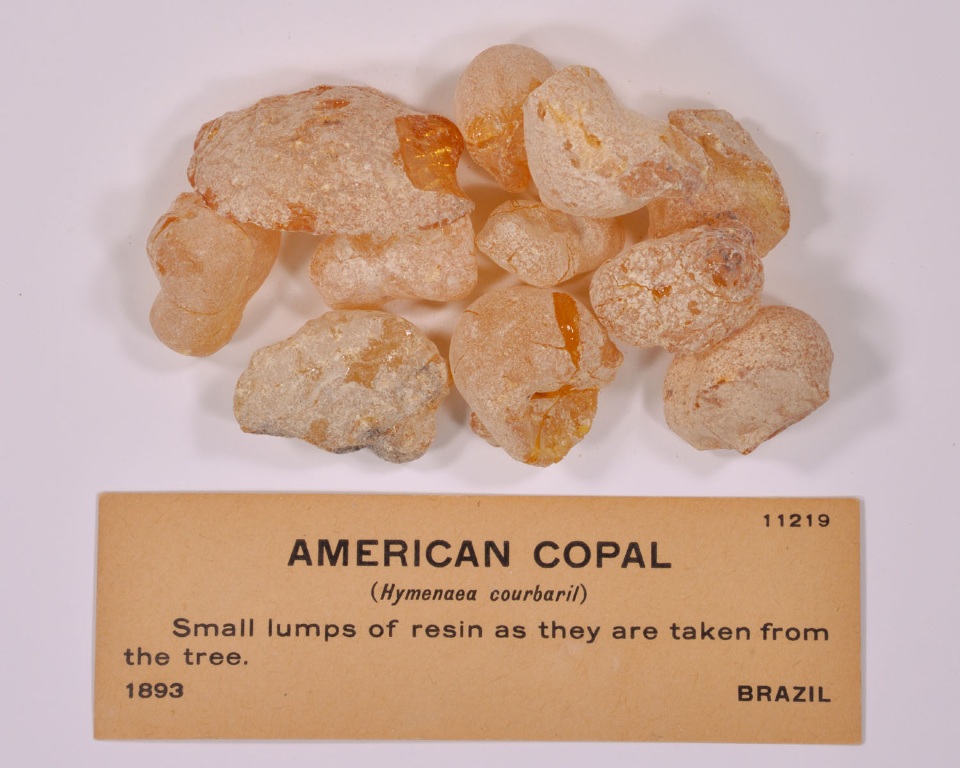 11219
AMERICAN COPAL
(Hymenaea courbaril)
Small lumps of resin as they are taken from
the tree.
1893 BRAZIL